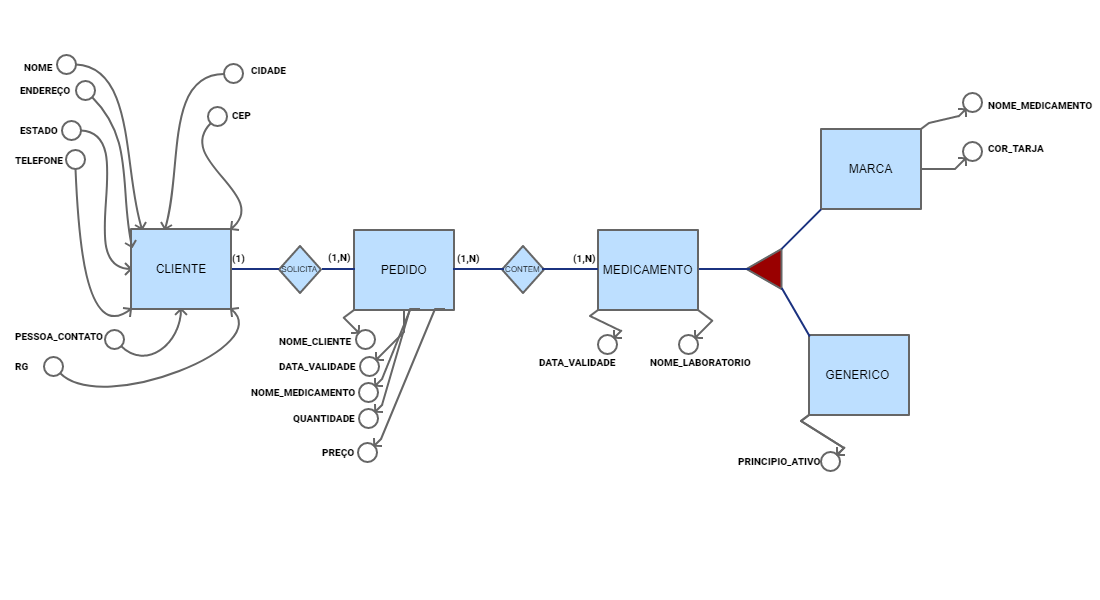 NOME
ENDEREÇO
ESTADO
TELEFONE
CIDADE
CEP
CLIENTE
(1)
SOLICITA
(1,N)
PEDIDO
(1,N)
CONTEM
(1,N)
MEDICAMENTO
MARCA
NOME_MEDICAMENTO
COR_TARJA
PESSOA_CONTATO
RG
NOME_CLIENTE
DATA_VALIDADE
NOME_MEDICAMENTO
QUANTIDADE
PREÇO
DATA_VALIDADE
NOME_LABORATORIO
GENERICO
PRINCIPIO_ATIVO